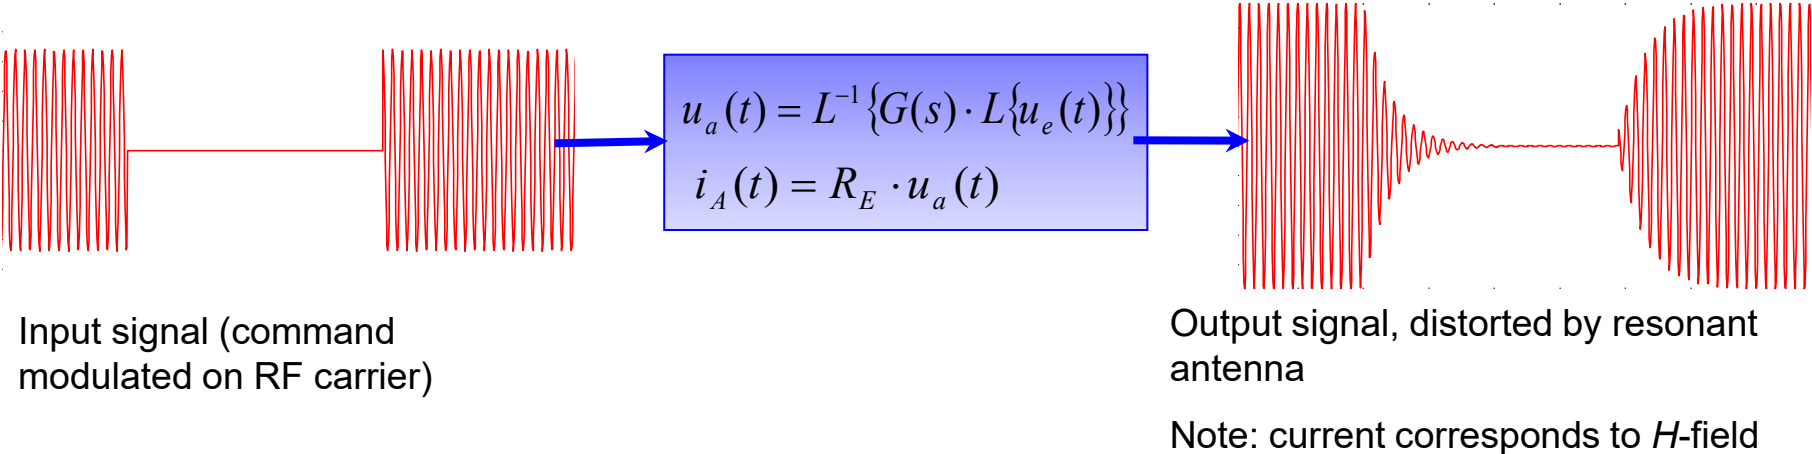 u_a(t) = L^{-1}{G(s) · L{u_e(t)}}
i_A(t) = R_E · u_a(t)
Input signal (command
modulated on RF carrier)
Output signal, distorted by resonant
antenna
Note: current corresponds to H-field